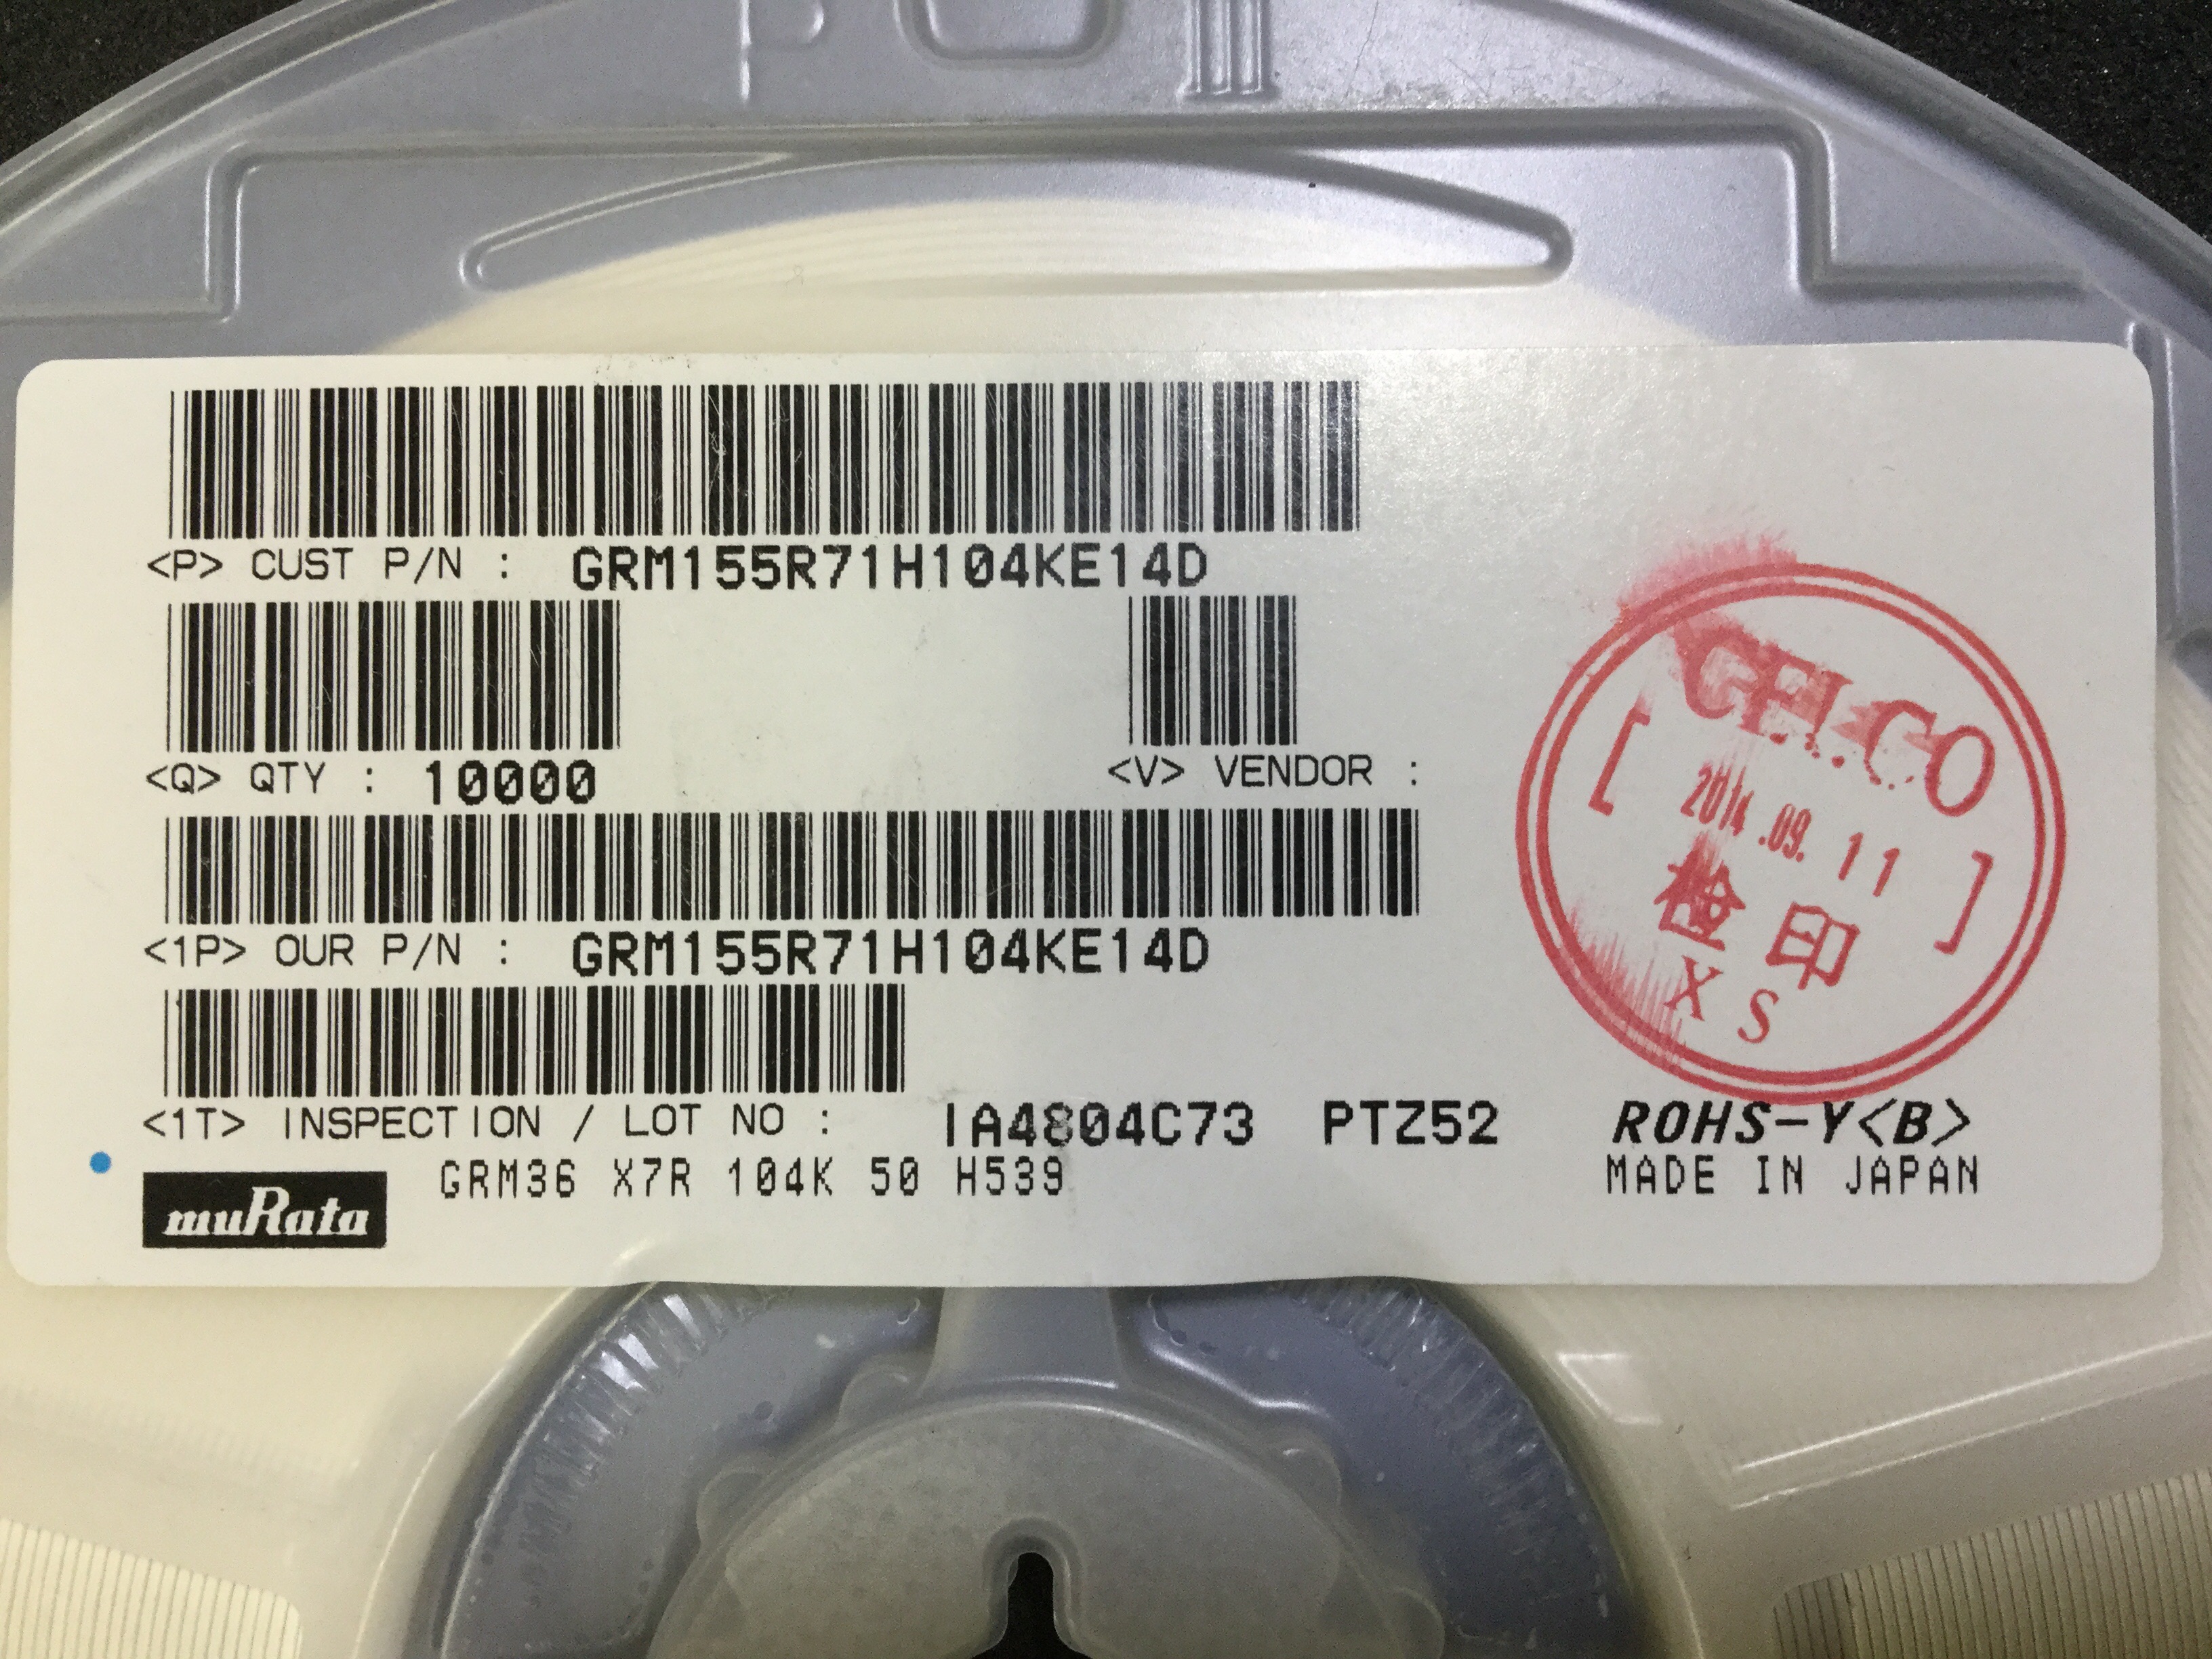 <P> CUST P/N : GRM155R71H104KE14D
<Q> QTY : 10000 <V> VENDOR :
<1P> OUR P/N : GRM155R71H104KE14D
<1T> INSPECTION / LOT NO : IA4804C73 PTZ52 ROHS-Y<B>
muRata GRM36 X7R 104K 50 H539 MADE IN JAPAN
CELCO
[ 2014.09.11 ]
検印
XS